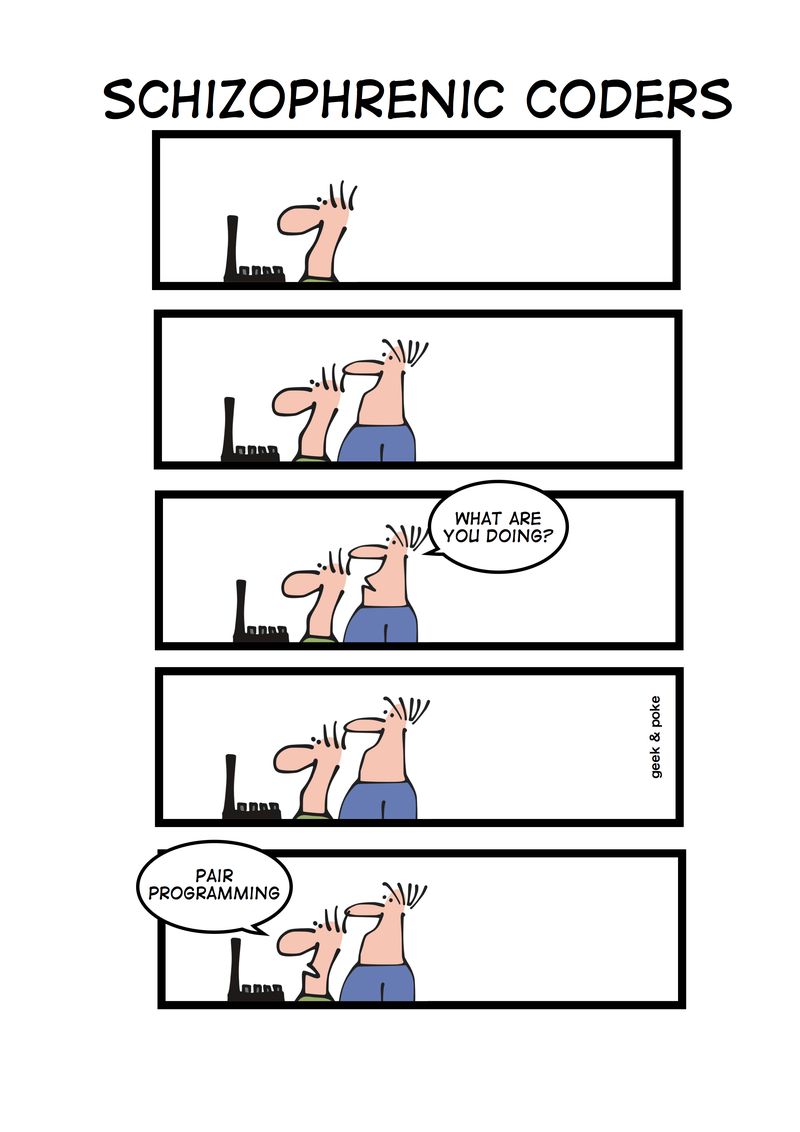 SCHIZOPHRENIC CODERS
WHAT ARE
YOU DOING?
geek & poke
PAIR
PROGRAMMING